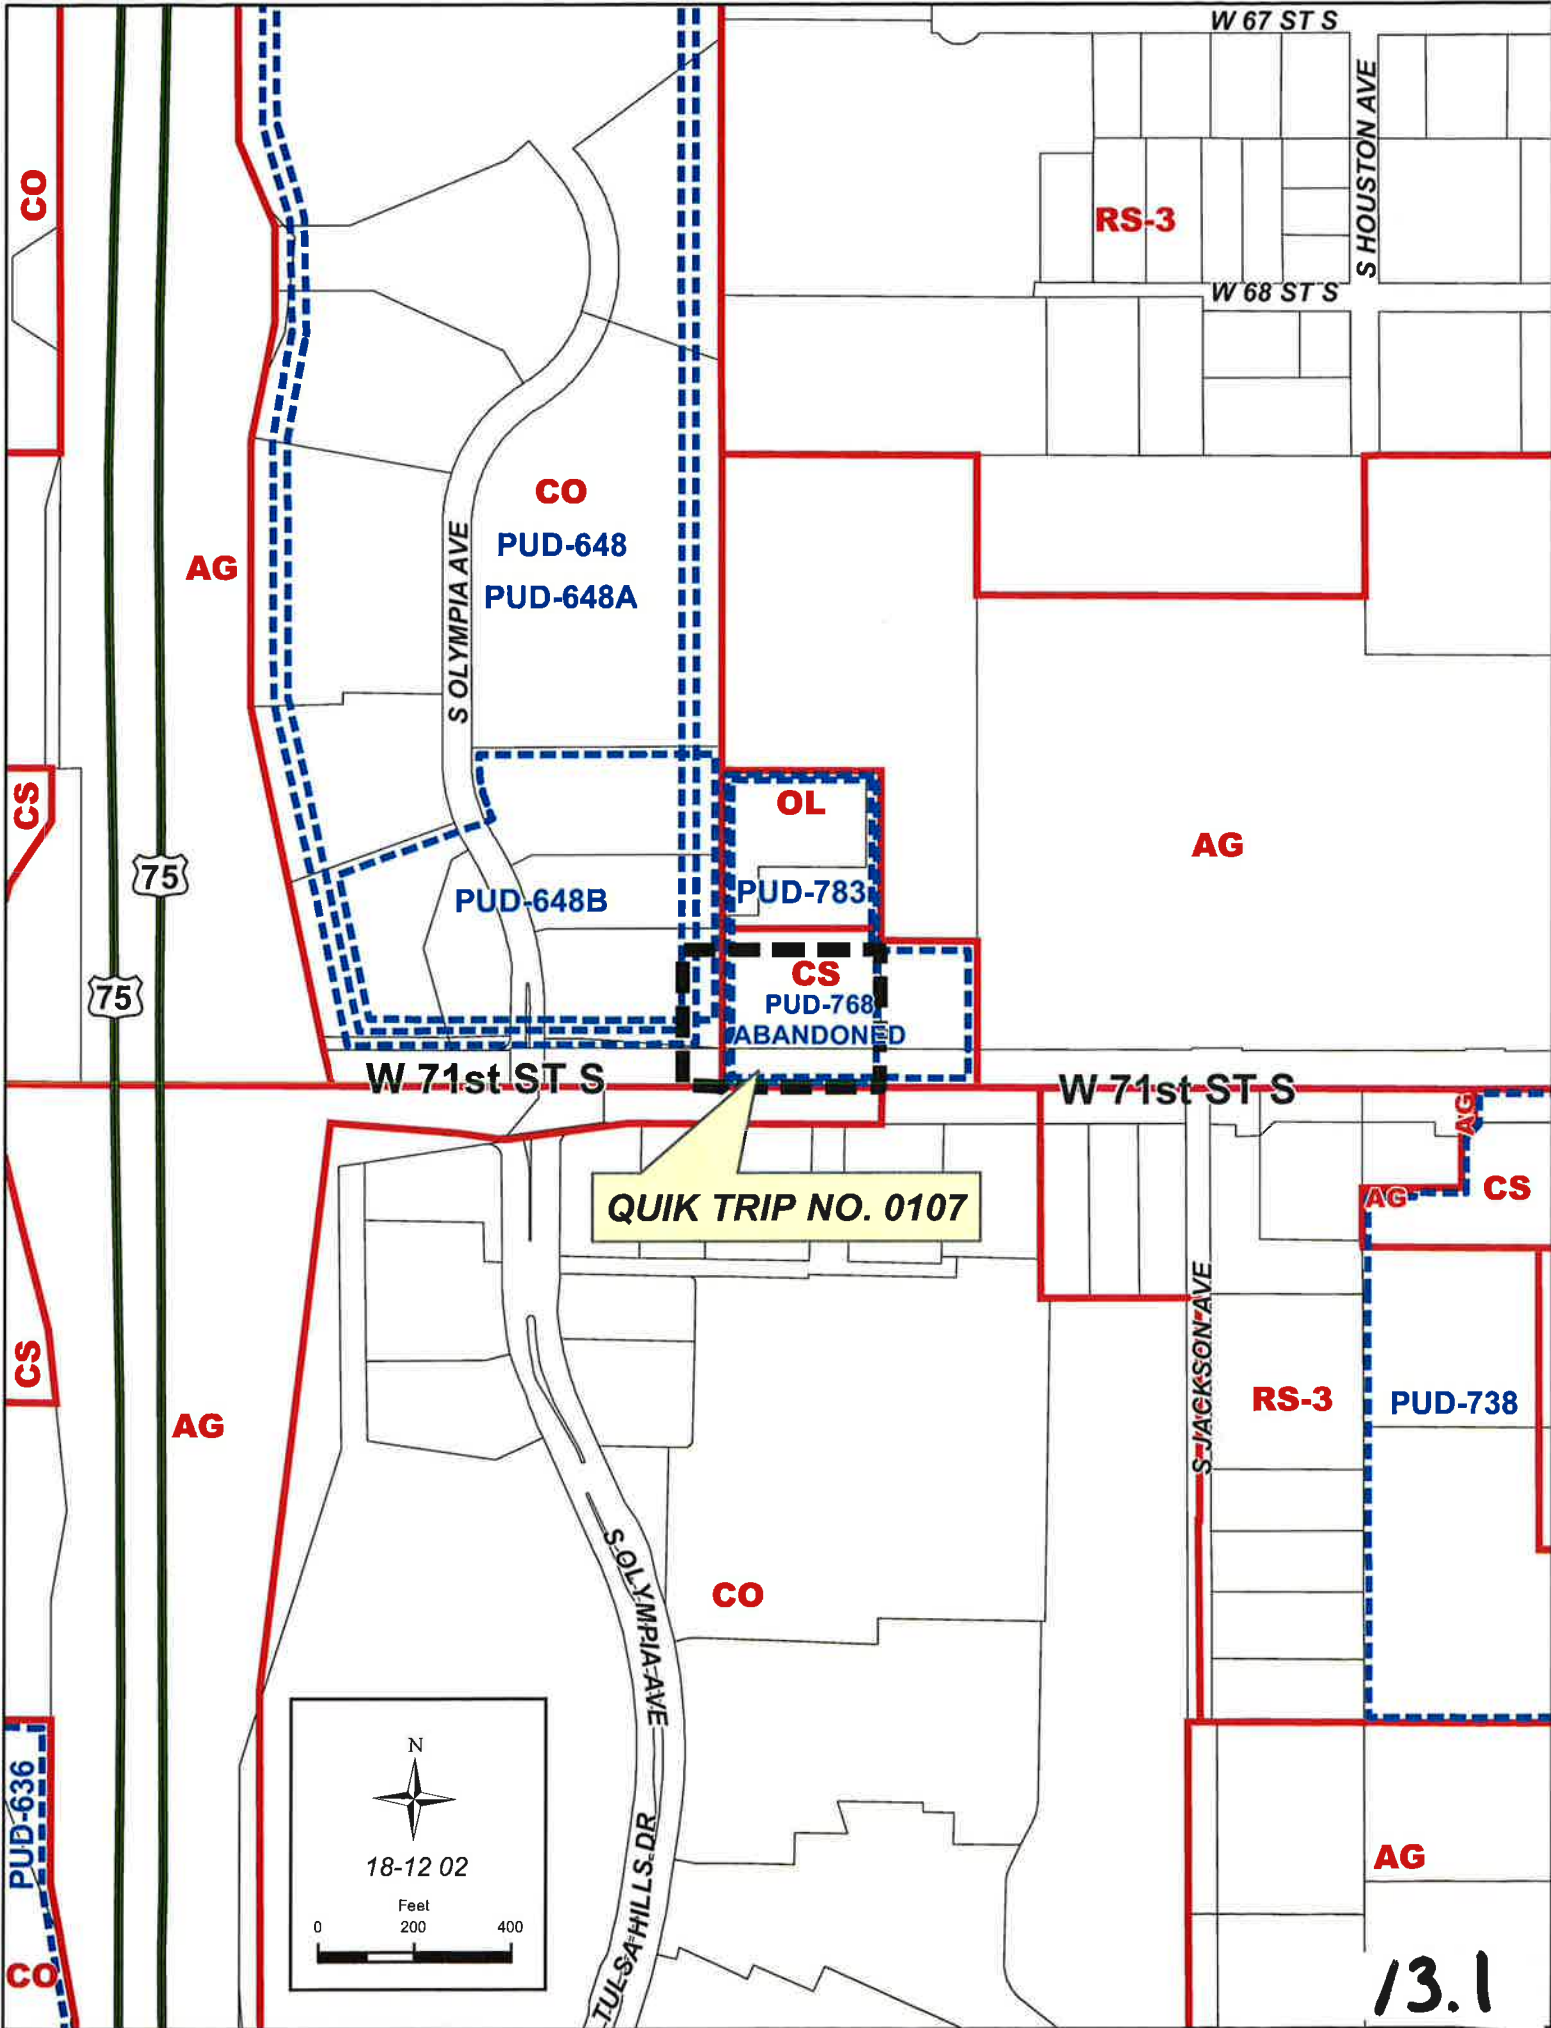 W 67 ST S
S HOUSTON AVE
CO
RS-3
W 68 ST S
CO
PUD-648
PUD-648A
AG
S OLYMPIA AVE
CS
OL
AG
75
PUD-783
PUD-648B
CS
PUD-768
ABANDONED
75
W 71st ST S
W 71st ST S
AG
AG
CS
QUIK TRIP NO. 0107
CS
S JACKSON AVE
RS-3
PUD-738
AG
S OLYMPIA AVE
CO
PUD-636
N
18-12 02
Feet
0 200 400
TULSA HILLS DR
AG
CO
13.1